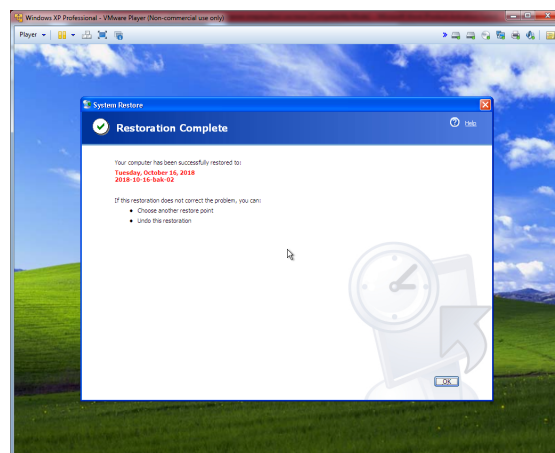 Windows XP Professional - VMware Player (Non-commercial use only)
Player
System Restore
Restoration Complete
Help
Your computer has been successfully restored to:
Tuesday, October 16, 2018
2018-10-16-bak-02
If this restoration does not correct the problem, you can:
Choose another restore point
Undo this restoration
OK